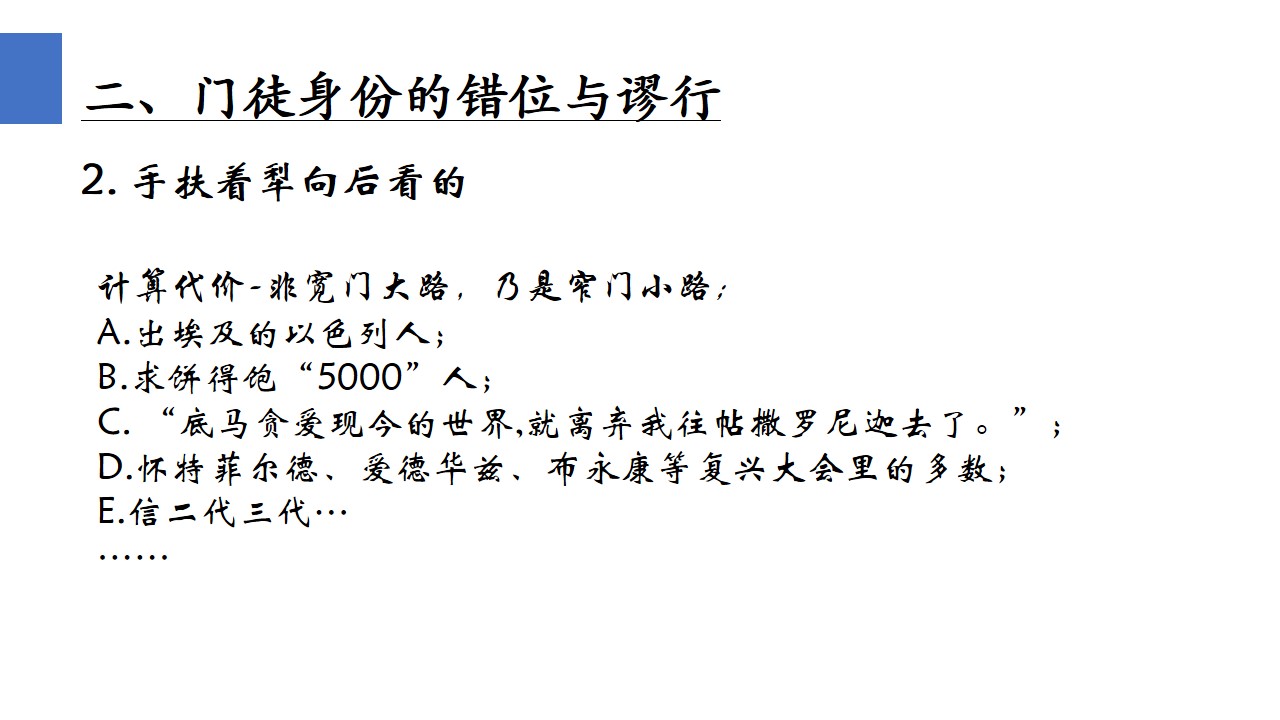 二、门徒身份的错位与谬行
2. 手扶着犁向后看的
计算代价-非宽门大路，乃是窄门小路；
A.出埃及的以色列人；
B.求饼得饱“5000”人；
C. “底马贪爱现今的世界,就离弃我往帖撒罗尼迦去了。”；
D.怀特菲尔德、爱德华兹、布永康等复兴大会里的多数；
E.信二代三代…
……